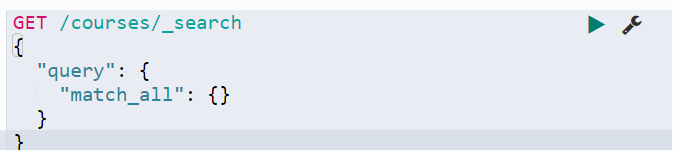 GET /courses/_search
{
  "query": {
    "match_all": {}
  }
}